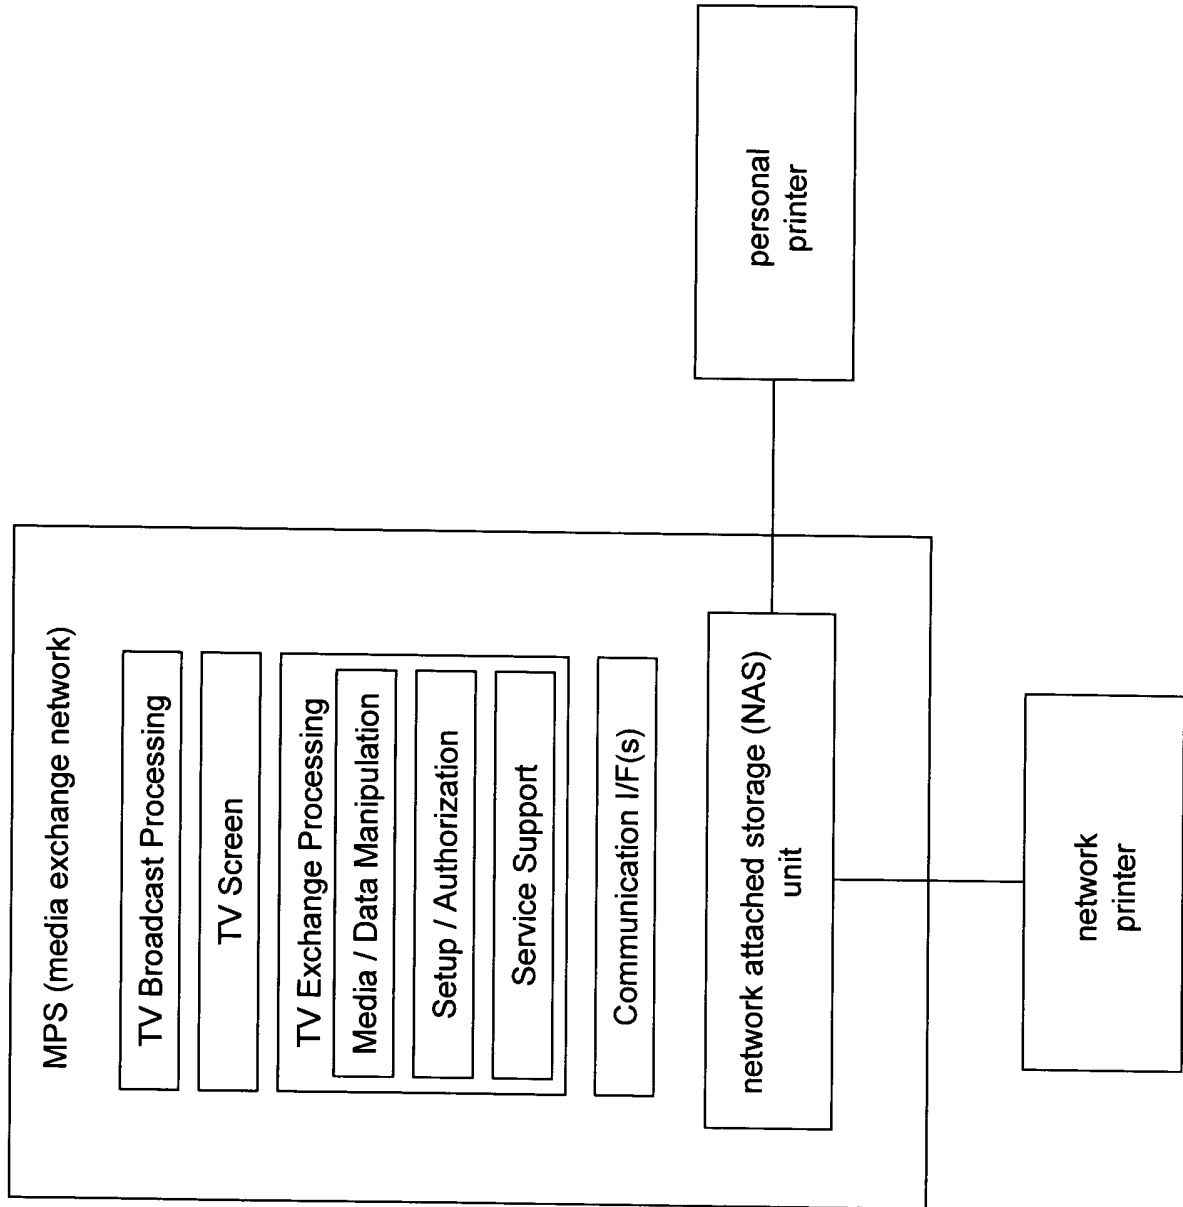 MPS (media exchange network)
TV Broadcast Processing
TV Screen
TV Exchange Processing
Media / Data Manipulation
Setup / Authorization
Service Support
Communication I/F(s)
network attached storage (NAS)
unit
personal
printer
network
printer